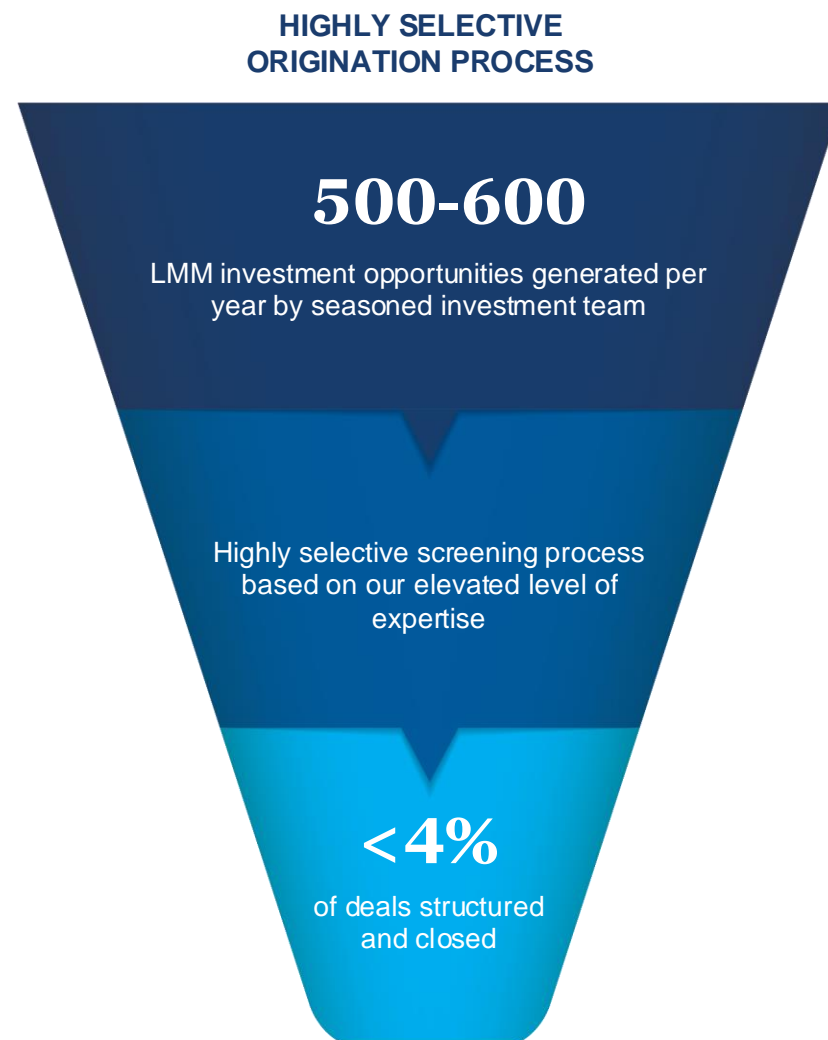 HIGHLY SELECTIVE
ORIGINATION PROCESS
500-600
LMM investment opportunities generated per
year by seasoned investment team
Highly selective screening process
based on our elevated level of
expertise
<4%
of deals structured
and closed